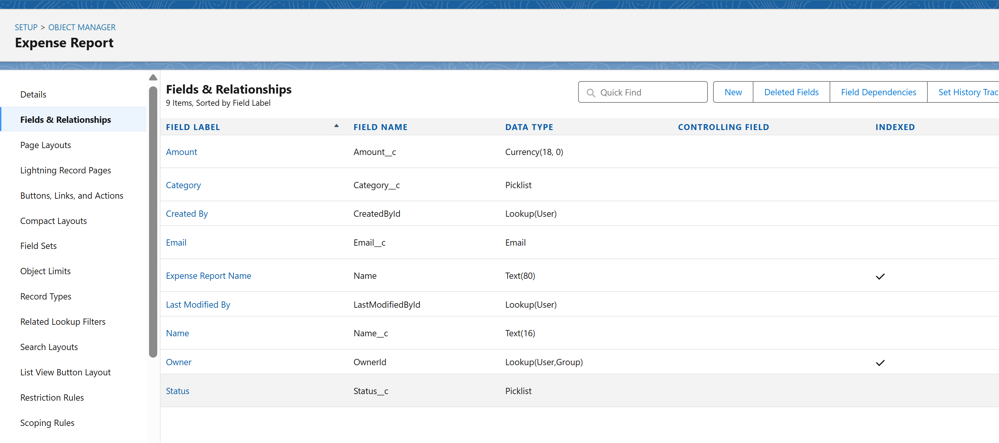 SETUP > OBJECT MANAGER
Expense Report
Details
Fields & Relationships
Page Layouts
Lightning Record Pages
Buttons, Links, and Actions
Compact Layouts
Field Sets
Object Limits
Record Types
Related Lookup Filters
Search Layouts
List View Button Layout
Restriction Rules
Scoping Rules
Fields & Relationships
9 Items, Sorted by Field Label
Quick Find
New
Deleted Fields
Field Dependencies
Set History Trac
FIELD LABEL FIELD NAME DATA TYPE CONTROLLING FIELD INDEXED
Amount Amount__c Currency(18, 0)
Category Category__c Picklist
Created By CreatedById Lookup(User)
Email Email__c Email
Expense Report Name Name Text(80)
Last Modified By LastModifiedById Lookup(User)
Name Name__c Text(16)
Owner OwnerId Lookup(User,Group)
Status Status__c Picklist